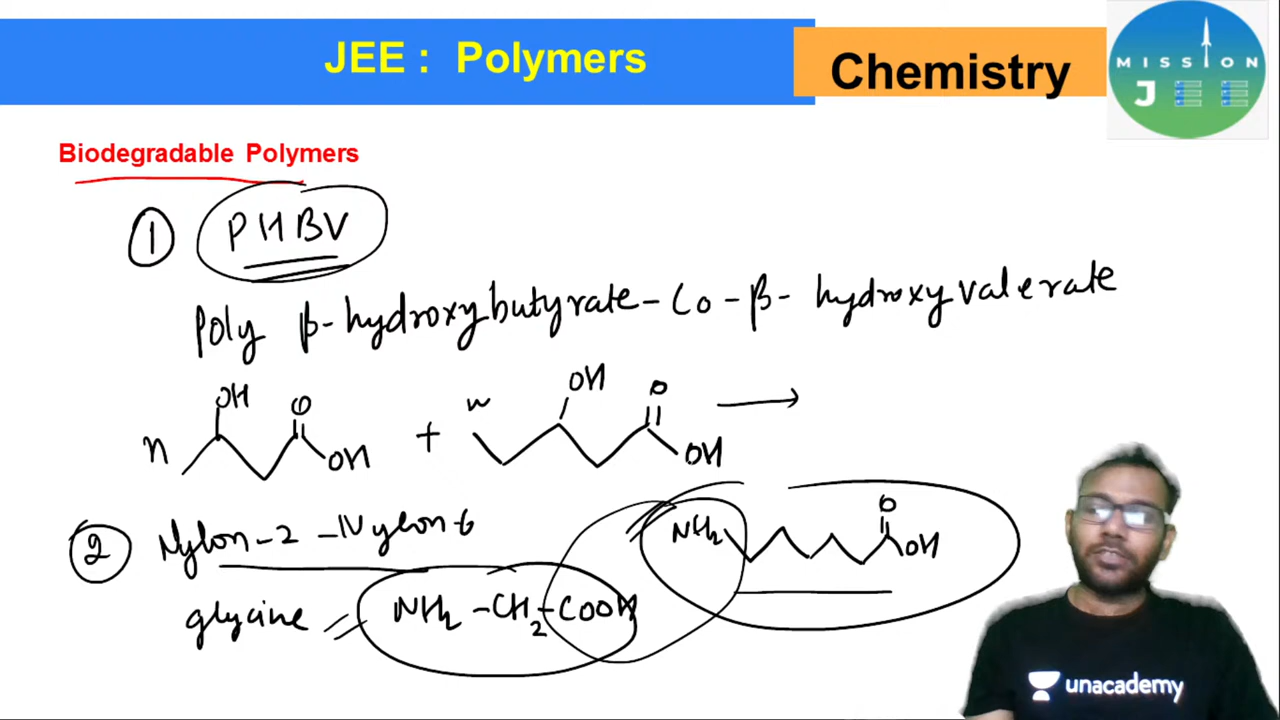 JEE : Polymers
Chemistry
MISSION
JEE
Biodegradable Polymers
① PHBV
Poly β-hydroxybutyrate-Co-β-hydroxyvalerate
OH O OH O
n OH + n OH →
② Nylon-2-Nylon-6
NH₂ O OH
glycine = NH₂-CH₂-COOH
unacademy